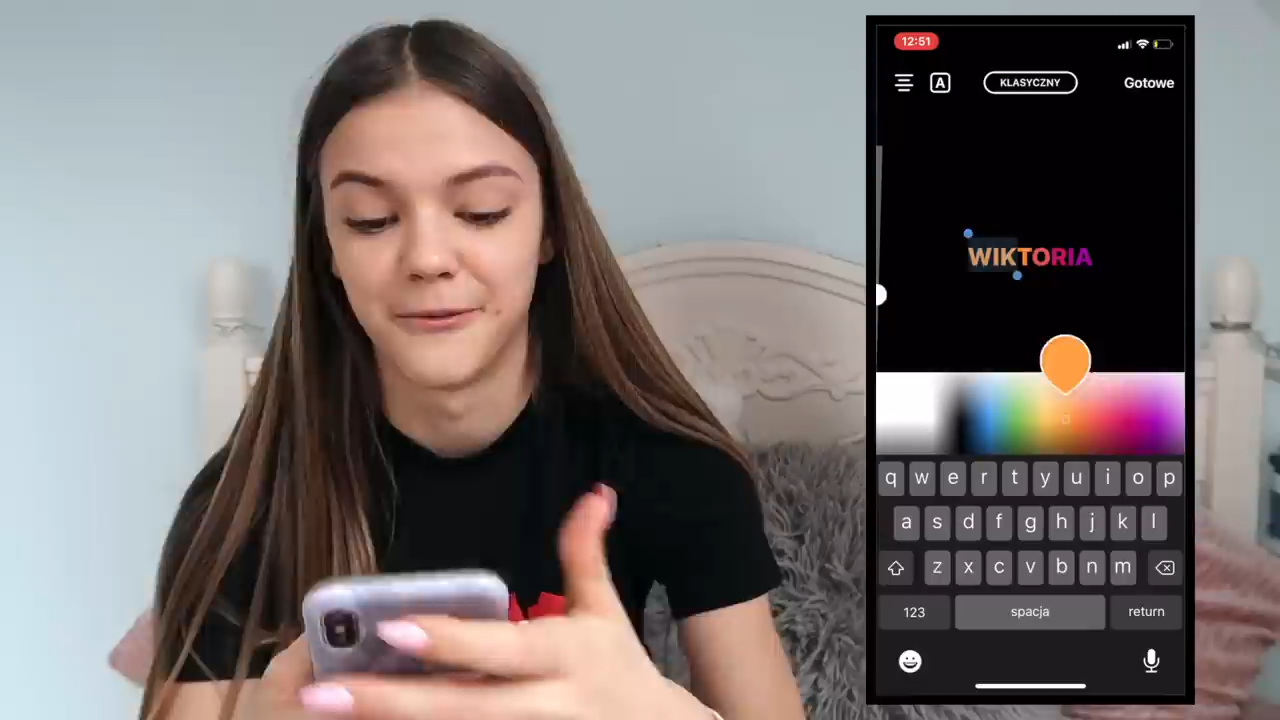 12:51
A KLASYCZNY Gotowe
WIKTORIA
q w e r t y u i o p
a s d f g h j k l
z x c v b n m
123 spacja return